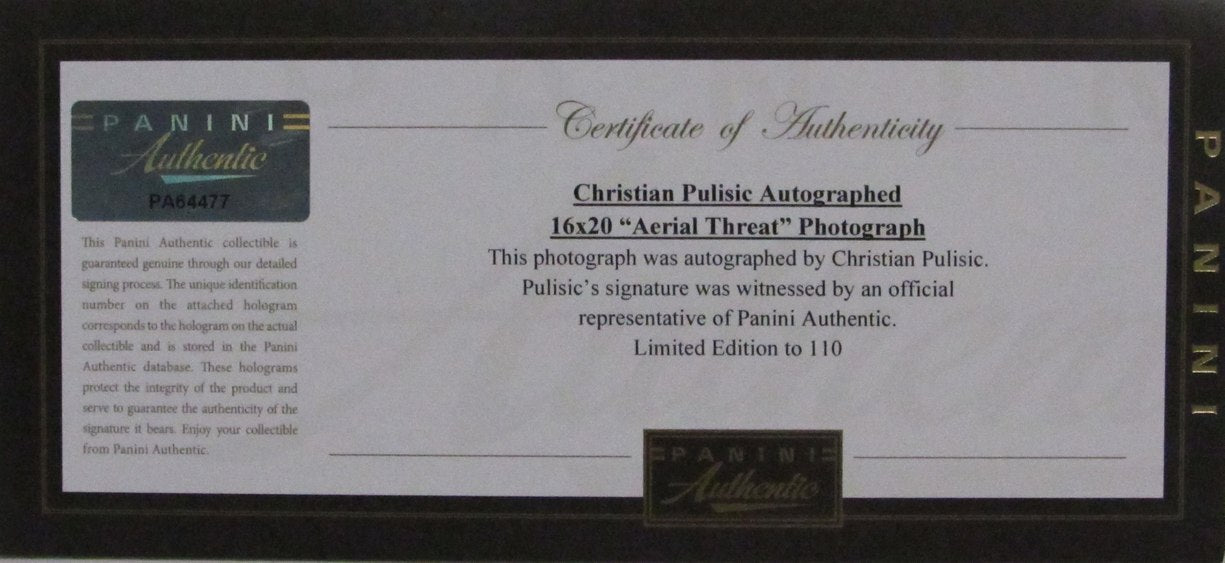 PANINI
Authentic
PA64477
This Panini Authentic collectible is
guaranteed genuine through our detailed
signing process. The unique identification
number on the attached hologram
corresponds to the hologram on the actual
collectible and is stored in the Panini
Authentic database. These holograms
protect the integrity of the product and
serve to guarantee the authenticity of the
signature it bears. Enjoy your collectible
from Panini Authentic.
Certificate of Authenticity
Christian Pulisic Autographed
16x20 “Aerial Threat” Photograph
This photograph was autographed by Christian Pulisic.
Pulisic’s signature was witnessed by an official
representative of Panini Authentic.
Limited Edition to 110
PANINI
Authentic
PANINI